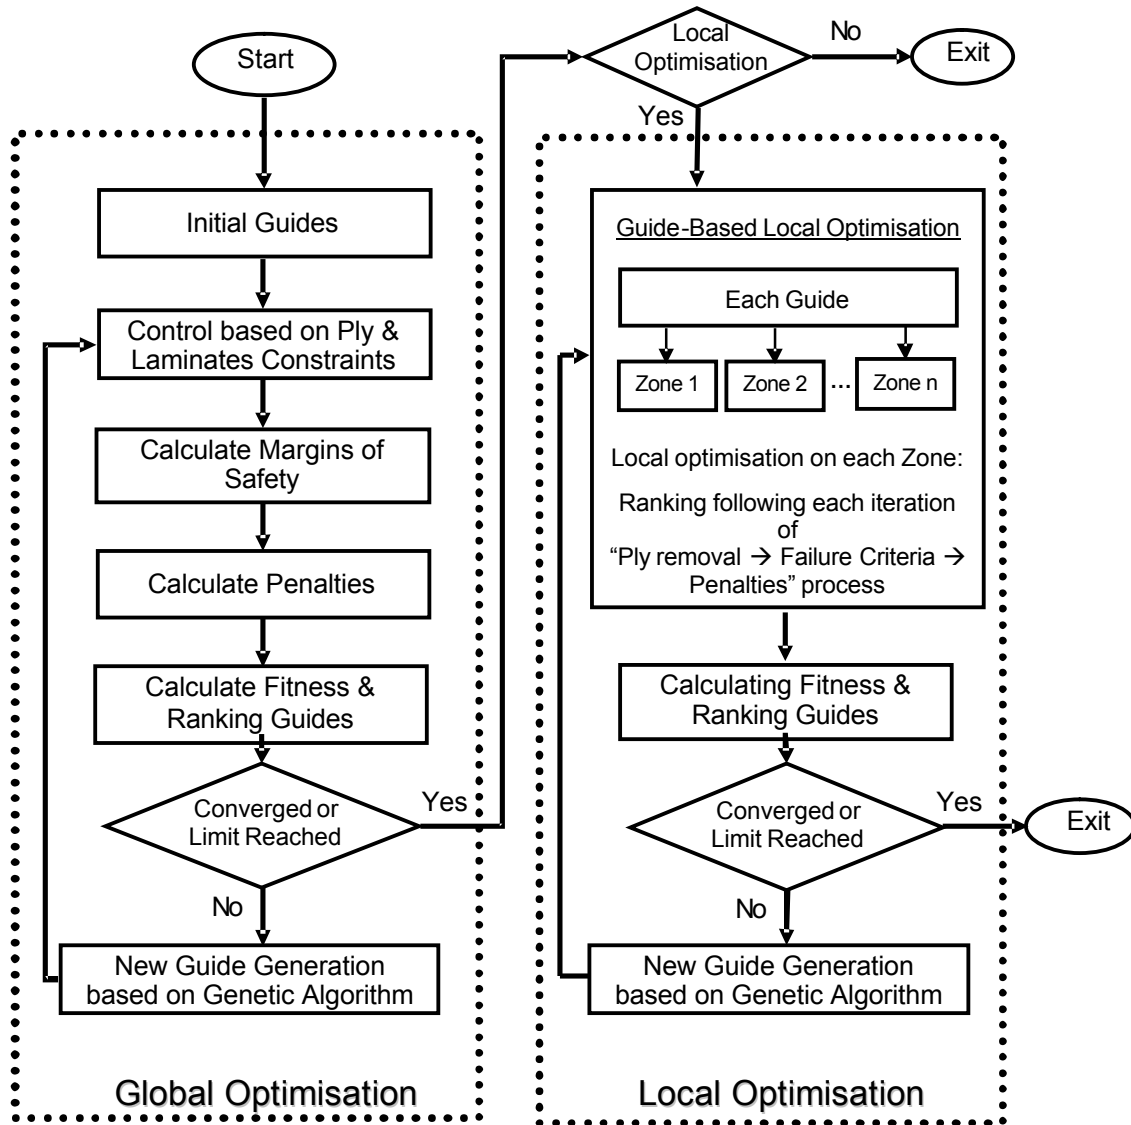 Start
Initial Guides
Control based on Ply &
Laminates Constraints
Calculate Margins of
Safety
Calculate Penalties
Calculate Fitness &
Ranking Guides
Converged or
Limit Reached
Yes
No
New Guide Generation
based on Genetic Algorithm
Global Optimisation
Local
Optimisation
No
Exit
Yes
Guide-Based Local Optimisation
Each Guide
Zone 1
Zone 2
...
Zone n
Local optimisation on each Zone:
Ranking following each iteration
of
“Ply removal → Failure Criteria →
Penalties” process
Calculating Fitness &
Ranking Guides
Converged or
Limit Reached
Yes
Exit
No
New Guide Generation
based on Genetic Algorithm
Local Optimisation